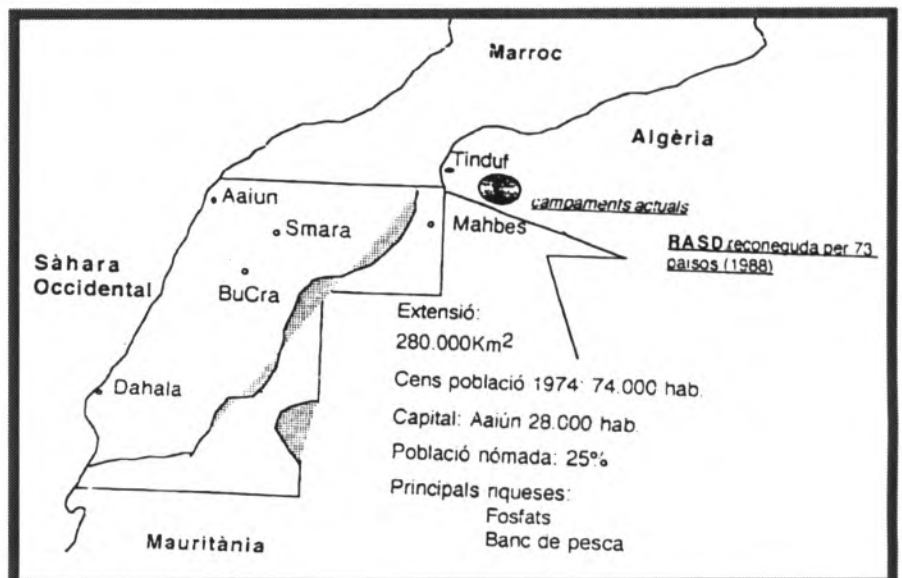 Marroc
Algèria
Tinduf
campaments actuals
Aaiun
Smara
Mahbes
RASD reconeguda per 73
països (1988)
Sàhara
Occidental
BuCra
Extensió:
280.000Km²
Cens població 1974: 74.000 hab.
Dahala
Capital: Aaiún 28.000 hab.
Població nómada: 25%
Principals riqueses:
Fosfats
Banc de pesca
Mauritània